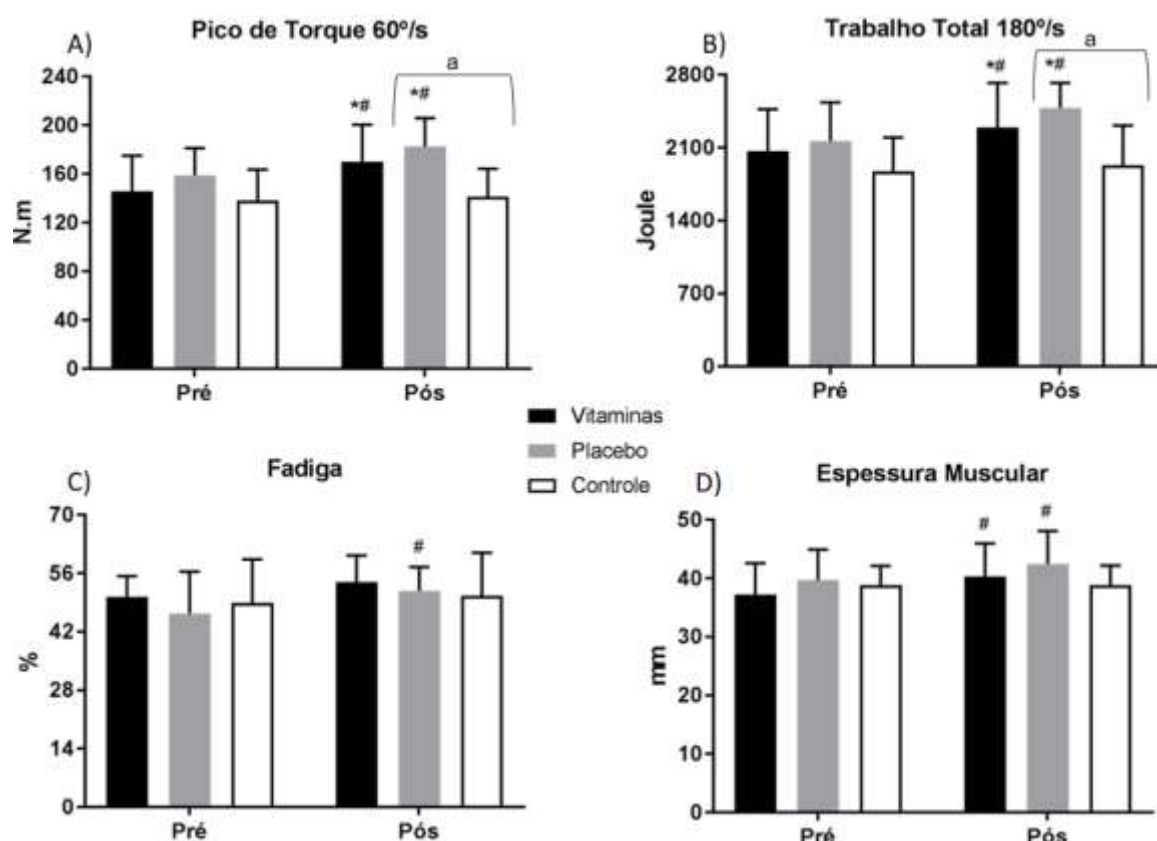 A)
Pico de Torque 60º/s
N.m
240
200
160
120
80
40
0
*#
*#
a
Pré
Pós
B)
Trabalho Total 180º/s
Joule
2800
2100
1400
700
0
*#
*#
a
Pré
Pós
Vitaminas
Placebo
Controle
C)
Fadiga
%
70
56
42
28
14
0
#
Pré
Pós
D)
Espessura Muscular
mm
50
40
30
20
10
0
#
#
Pré
Pós